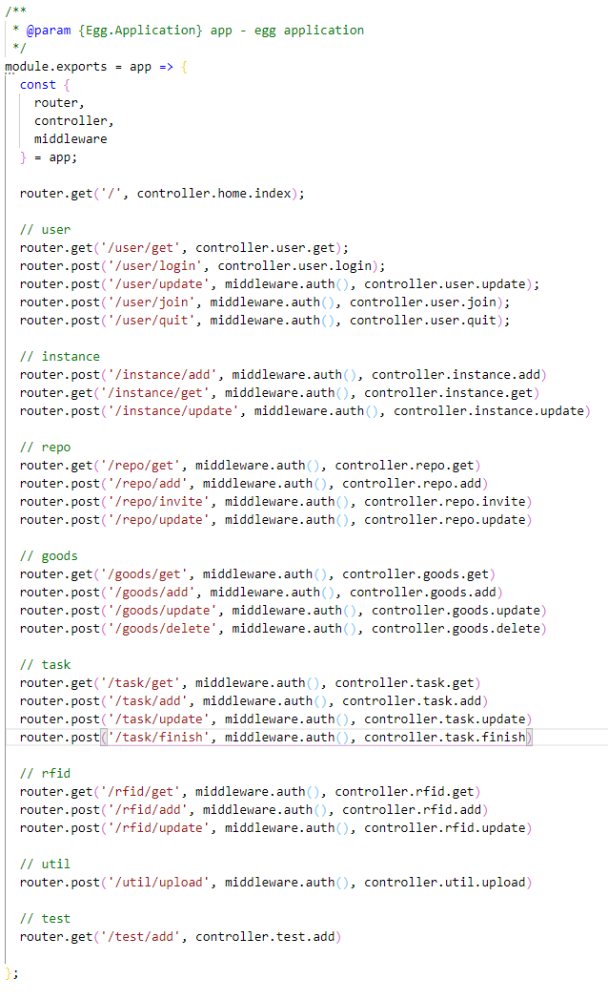 /**
 * @param {Egg.Application} app - egg application
 */
module.exports = app => {
  const {
    router,
    controller,
    middleware
  } = app;

  router.get('/', controller.home.index);

  // user
  router.get('/user/get', controller.user.get);
  router.post('/user/login', controller.user.login);
  router.post('/user/update', middleware.auth(), controller.user.update);
  router.post('/user/join', middleware.auth(), controller.user.join);
  router.post('/user/quit', middleware.auth(), controller.user.quit);

  // instance
  router.post('/instance/add', middleware.auth(), controller.instance.add)
  router.get('/instance/get', middleware.auth(), controller.instance.get)
  router.post('/instance/update', middleware.auth(), controller.instance.update)

  // repo
  router.get('/repo/get', middleware.auth(), controller.repo.get)
  router.post('/repo/add', middleware.auth(), controller.repo.add)
  router.post('/repo/invite', middleware.auth(), controller.repo.invite)
  router.post('/repo/update', middleware.auth(), controller.repo.update)

  // goods
  router.get('/goods/get', middleware.auth(), controller.goods.get)
  router.post('/goods/add', middleware.auth(), controller.goods.add)
  router.post('/goods/update', middleware.auth(), controller.goods.update)
  router.post('/goods/delete', middleware.auth(), controller.goods.delete)

  // task
  router.get('/task/get', middleware.auth(), controller.task.get)
  router.post('/task/add', middleware.auth(), controller.task.add)
  router.post('/task/update', middleware.auth(), controller.task.update)
  router.post('/task/finish', middleware.auth(), controller.task.finish)

  // rfid
  router.get('/rfid/get', middleware.auth(), controller.rfid.get)
  router.post('/rfid/add', middleware.auth(), controller.rfid.add)
  router.post('/rfid/update', middleware.auth(), controller.rfid.update)

  // util
  router.post('/util/upload', middleware.auth(), controller.util.upload)

  // test
  router.get('/test/add', controller.test.add)

};